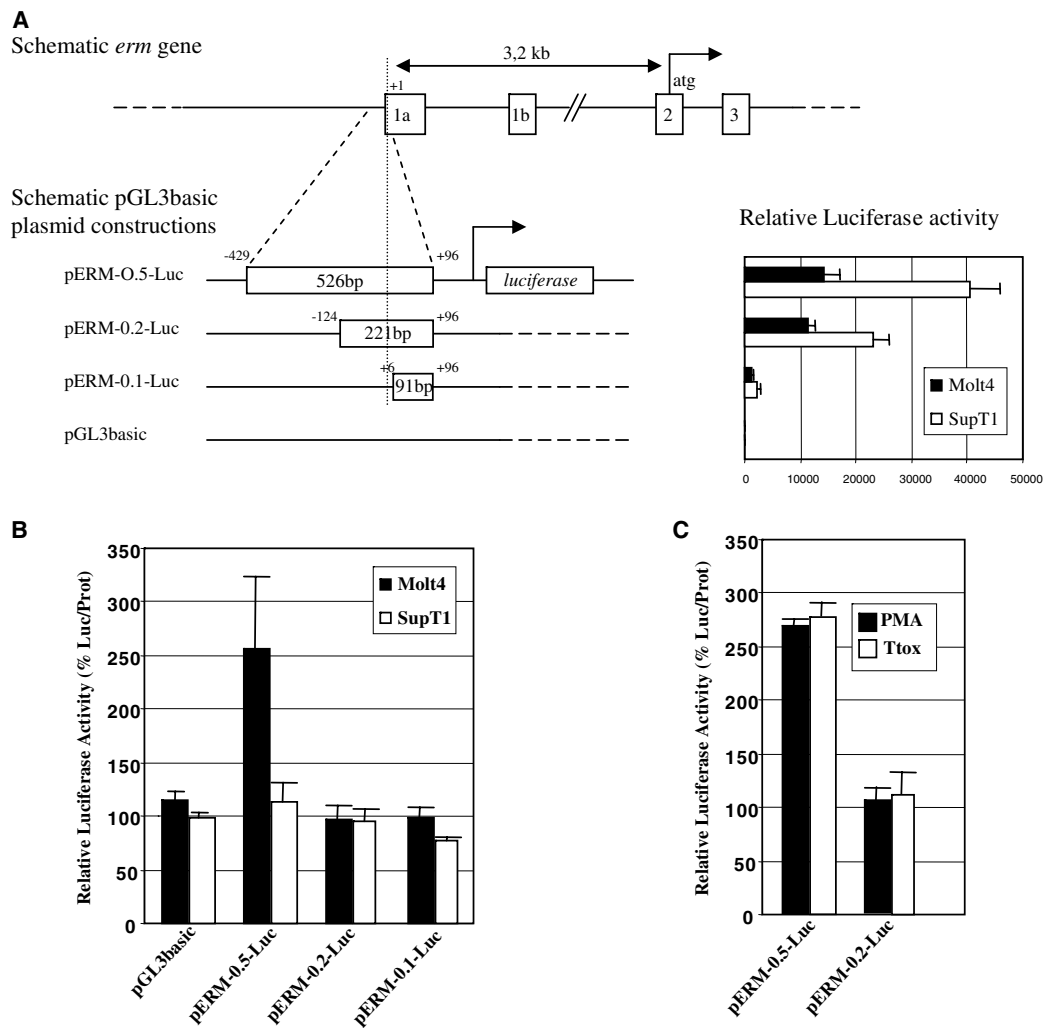 A
Schematic erm gene
3,2 kb
+1
atg
1a
1b
2
3
Schematic pGL3basic
plasmid constructions
Relative Luciferase activity
-429
+96
pERM-O.5-Luc
526bp
luciferase
-124
+96
pERM-0.2-Luc
221bp
+6
+96
pERM-0.1-Luc
91bp
pGL3basic
Molt4
SupT1
0
10000
20000
30000
40000
50000
B
Relative Luciferase Activity (% Luc/Prot)
350
300
250
200
150
100
50
0
Molt4
SupT1
pGL3basic
pERM-0.5-Luc
pERM-0.2-Luc
pERM-0.1-Luc
C
Relative Luciferase Activity (% Luc/Prot)
350
300
250
200
150
100
50
0
PMA
Ttox
pERM-0.5-Luc
pERM-0.2-Luc